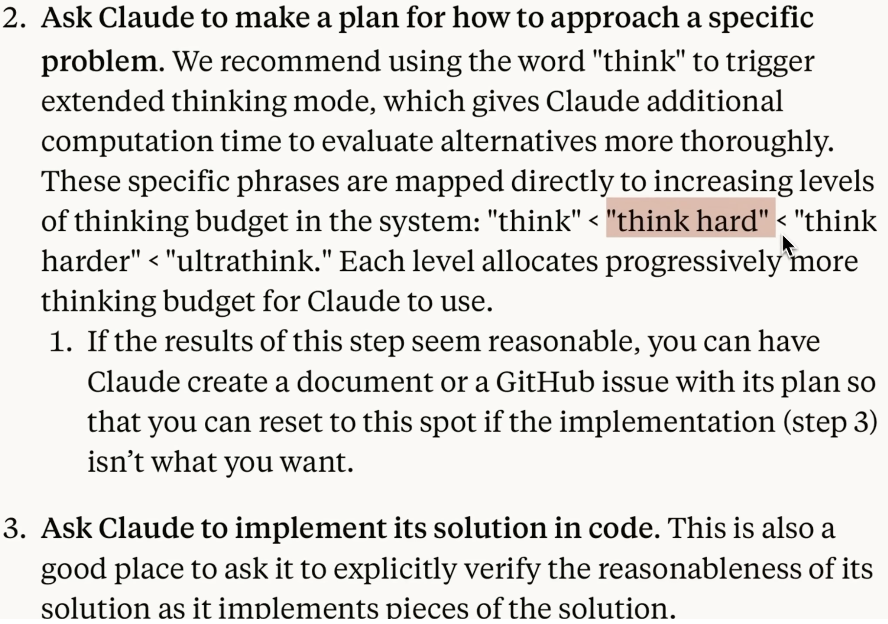 2. Ask Claude to make a plan for how to approach a specific
problem. We recommend using the word "think" to trigger
extended thinking mode, which gives Claude additional
computation time to evaluate alternatives more thoroughly.
These specific phrases are mapped directly to increasing levels
of thinking budget in the system: "think" < "think hard" < "think
harder" < "ultrathink." Each level allocates progressively more
thinking budget for Claude to use.
1. If the results of this step seem reasonable, you can have
Claude create a document or a GitHub issue with its plan so
that you can reset to this spot if the implementation (step 3)
isn’t what you want.
3. Ask Claude to implement its solution in code. This is also a
good place to ask it to explicitly verify the reasonableness of its
solution as it implements pieces of the solution.